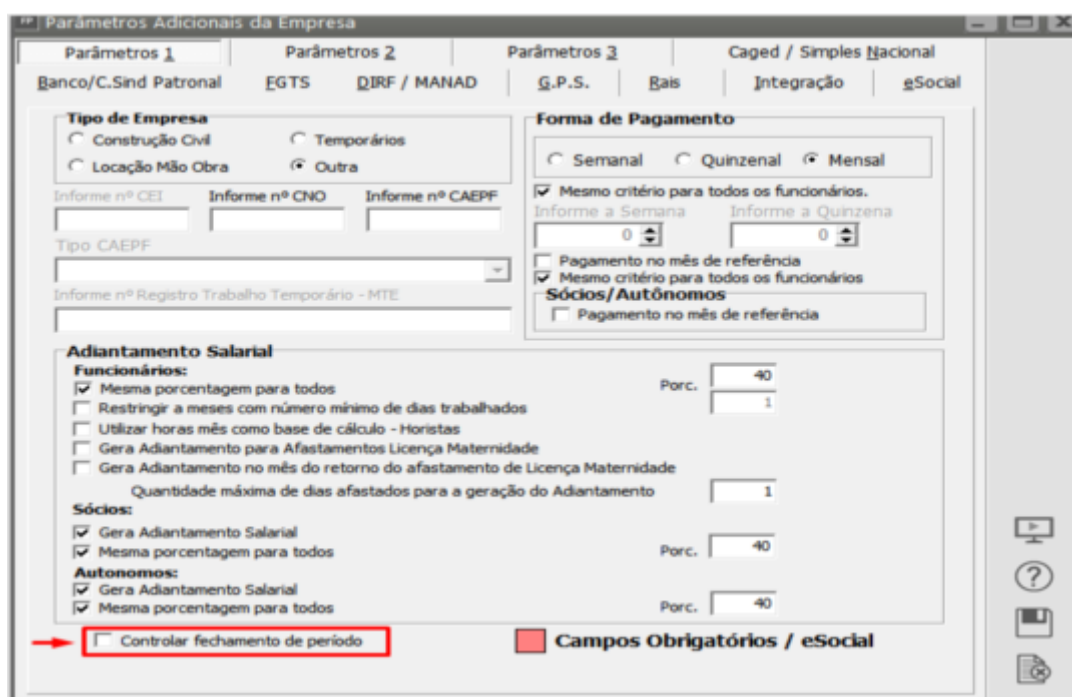 FP Parâmetros Adicionais da Empresa
Parâmetros 1 Parâmetros 2 Parâmetros 3 Caged / Simples Nacional
Banco/C.Sind Patronal FGTS DIRF / MANAD G.P.S. Rais Integração eSocial
Tipo de Empresa
Construção Civil Temporários
Locação Mão Obra Outra
Informe nº CEI Informe nº CNO Informe nº CAEPF
Tipo CAEPF
Informe nº Registro Trabalho Temporário - MTE
Forma de Pagamento
Semanal Quinzenal Mensal
Mesmo critério para todos os funcionários.
Informe a Semana Informe a Quinzena
0 0
Pagamento no mês de referência
Mesmo critério para todos os funcionários
Sócios/Autônomos
Pagamento no mês de referência
Adiantamento Salarial
Funcionários:
Mesma porcentagem para todos Porc. 40
Restringir a meses com número mínimo de dias trabalhados 1
Utilizar horas mês como base de cálculo - Horistas
Gera Adiantamento para Afastamentos Licença Maternidade
Gera Adiantamento no mês do retorno do afastamento de Licença Maternidade
Quantidade máxima de dias afastados para a geração do Adiantamento 1
Sócios:
Gera Adiantamento Salarial
Mesma porcentagem para todos Porc. 40
Autonomos:
Gera Adiantamento Salarial
Mesma porcentagem para todos Porc. 40
Controlar fechamento de período Campos Obrigatórios / eSocial